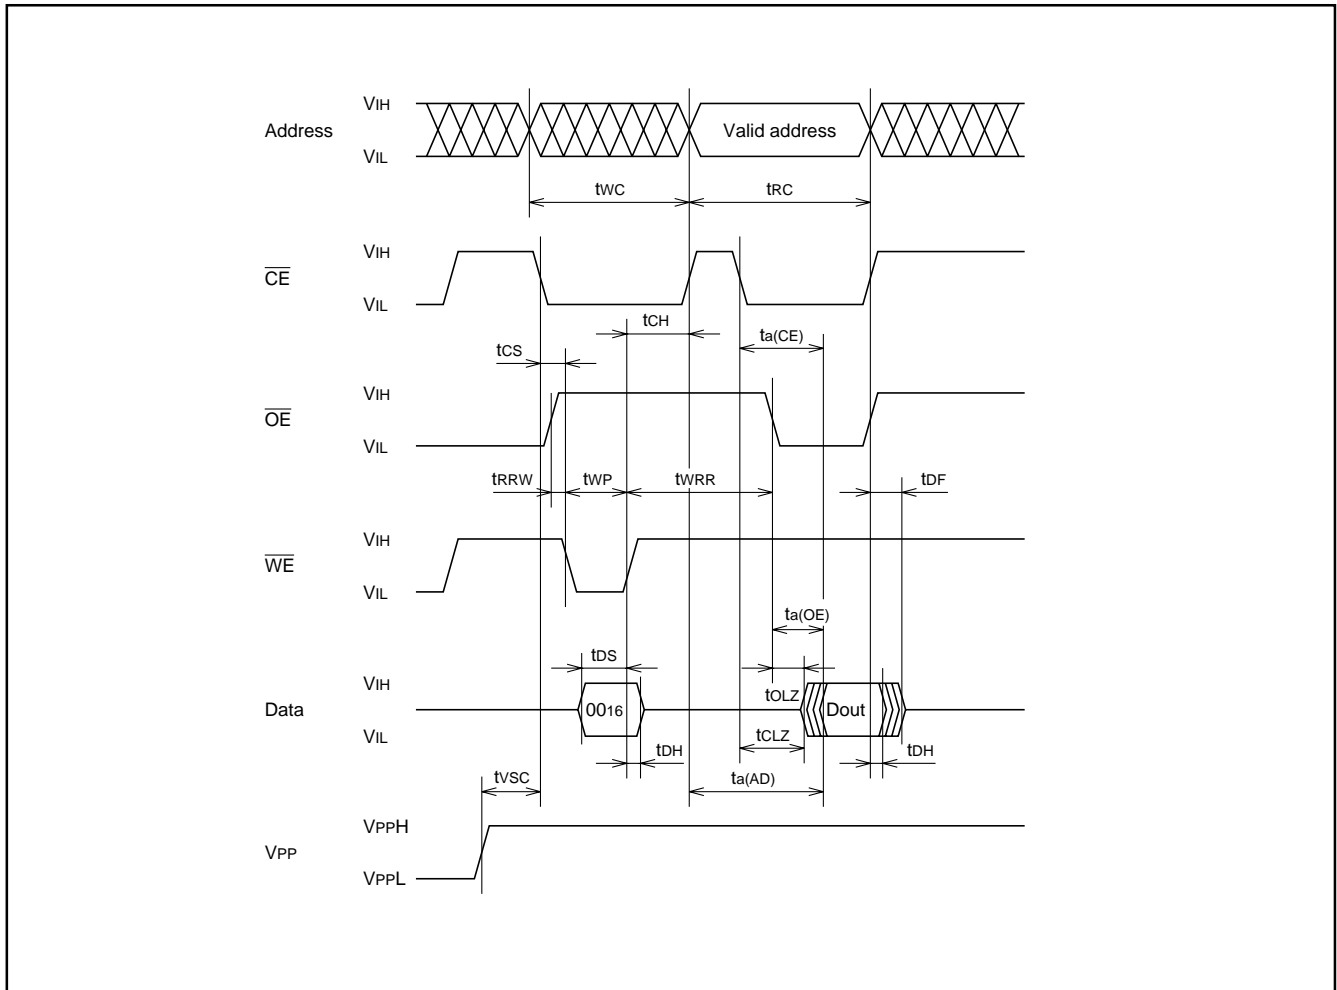 VIH
Address
Valid address
VIL
tWC
tRC
VIH
CE
VIL
tCH
ta(CE)
tCS
VIH
OE
VIL
tRRW
tWP
tWRR
tDF
VIH
WE
VIL
ta(OE)
tDS
VIH
tOLZ
Data
0016
Dout
VIL
tCLZ
tDH
tDH
tVSC
ta(AD)
VPPH
VPP
VPPL